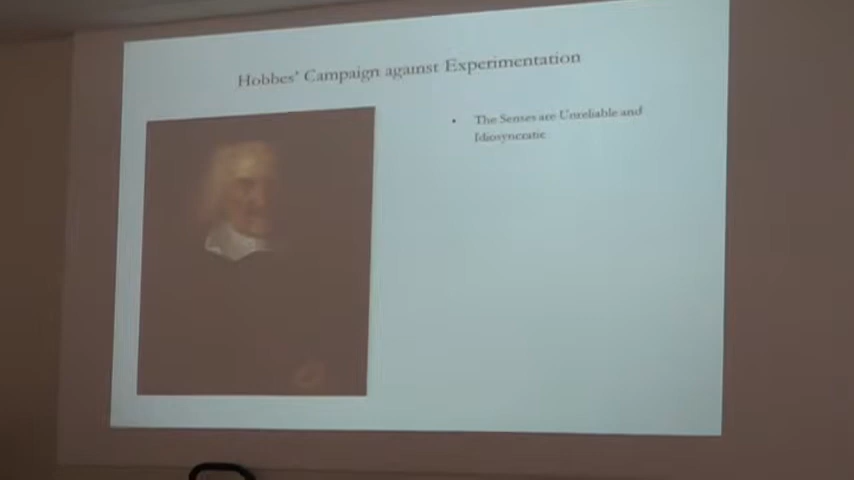 Hobbes' Campaign against Experimentation
• The Senses are Unreliable and
Idiosyncratic